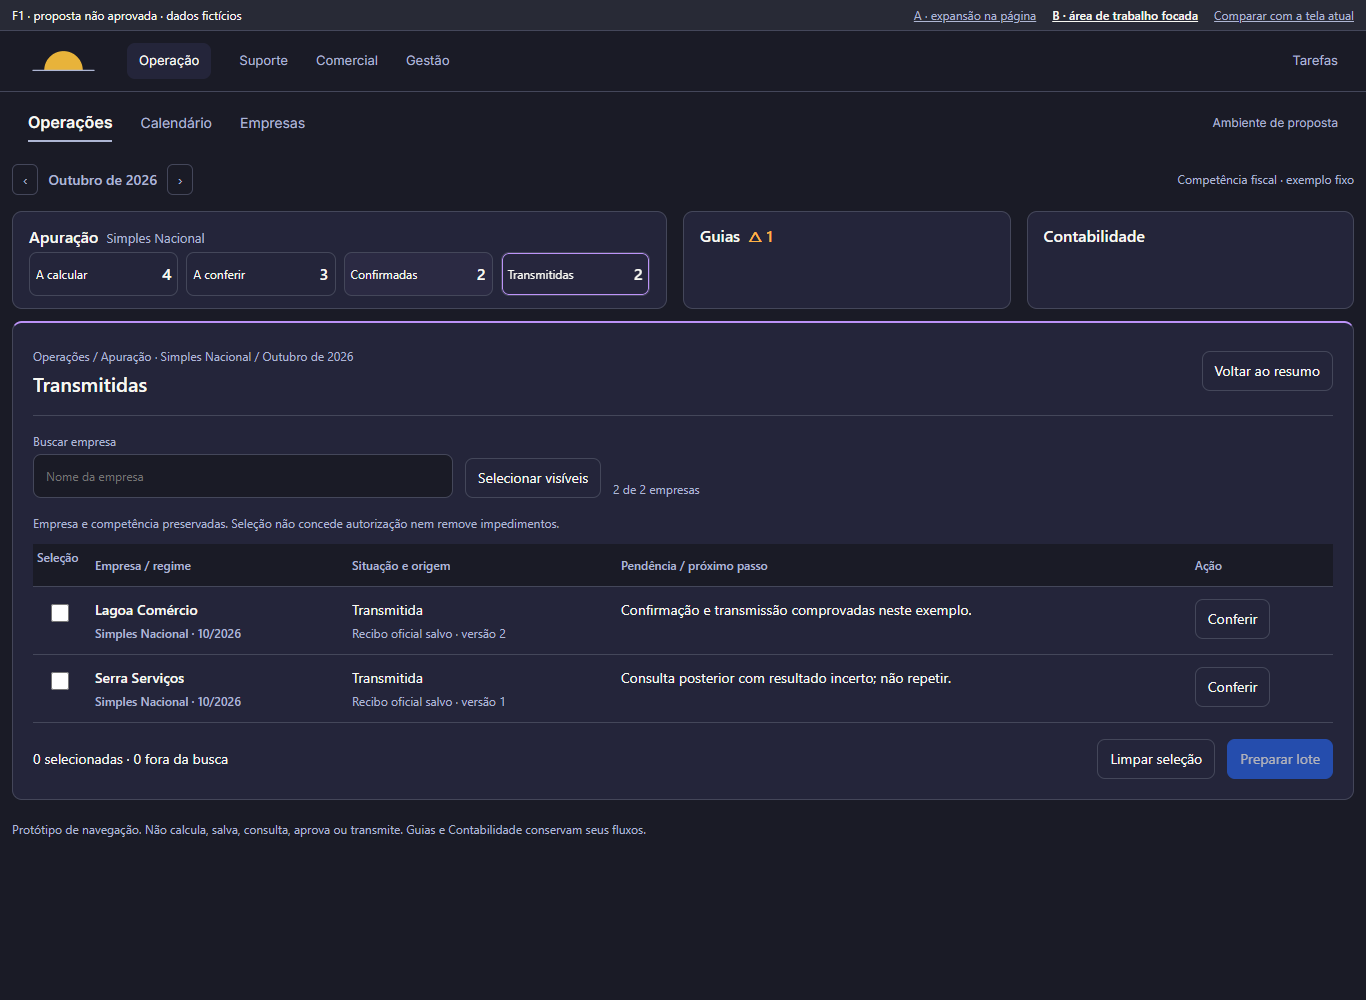 F1 · proposta não aprovada · dados fictícios
A · expansão na página
B · área de trabalho focada
Comparar com a tela atual
Operação
Suporte
Comercial
Gestão
Tarefas
Operações
Calendário
Empresas
Ambiente de proposta
‹
Outubro de 2026
›
Competência fiscal · exemplo fixo
Apuração Simples Nacional
A calcular 4
A conferir 3
Confirmadas 2
Transmitidas 2
Guias △ 1
Contabilidade
Operações / Apuração · Simples Nacional / Outubro de 2026
Transmitidas
Voltar ao resumo
Buscar empresa
Nome da empresa
Selecionar visíveis
2 de 2 empresas
Empresa e competência preservadas. Seleção não concede autorização nem remove impedimentos.
Seleção
Empresa / regime
Situação e origem
Pendência / próximo passo
Ação
Lagoa Comércio
Simples Nacional · 10/2026
Transmitida
Recibo oficial salvo · versão 2
Confirmação e transmissão comprovadas neste exemplo.
Conferir
Serra Serviços
Simples Nacional · 10/2026
Transmitida
Recibo oficial salvo · versão 1
Consulta posterior com resultado incerto; não repetir.
Conferir
0 selecionadas · 0 fora da busca
Limpar seleção
Preparar lote
Protótipo de navegação. Não calcula, salva, consulta, aprova ou transmite. Guias e Contabilidade conservam seus fluxos.